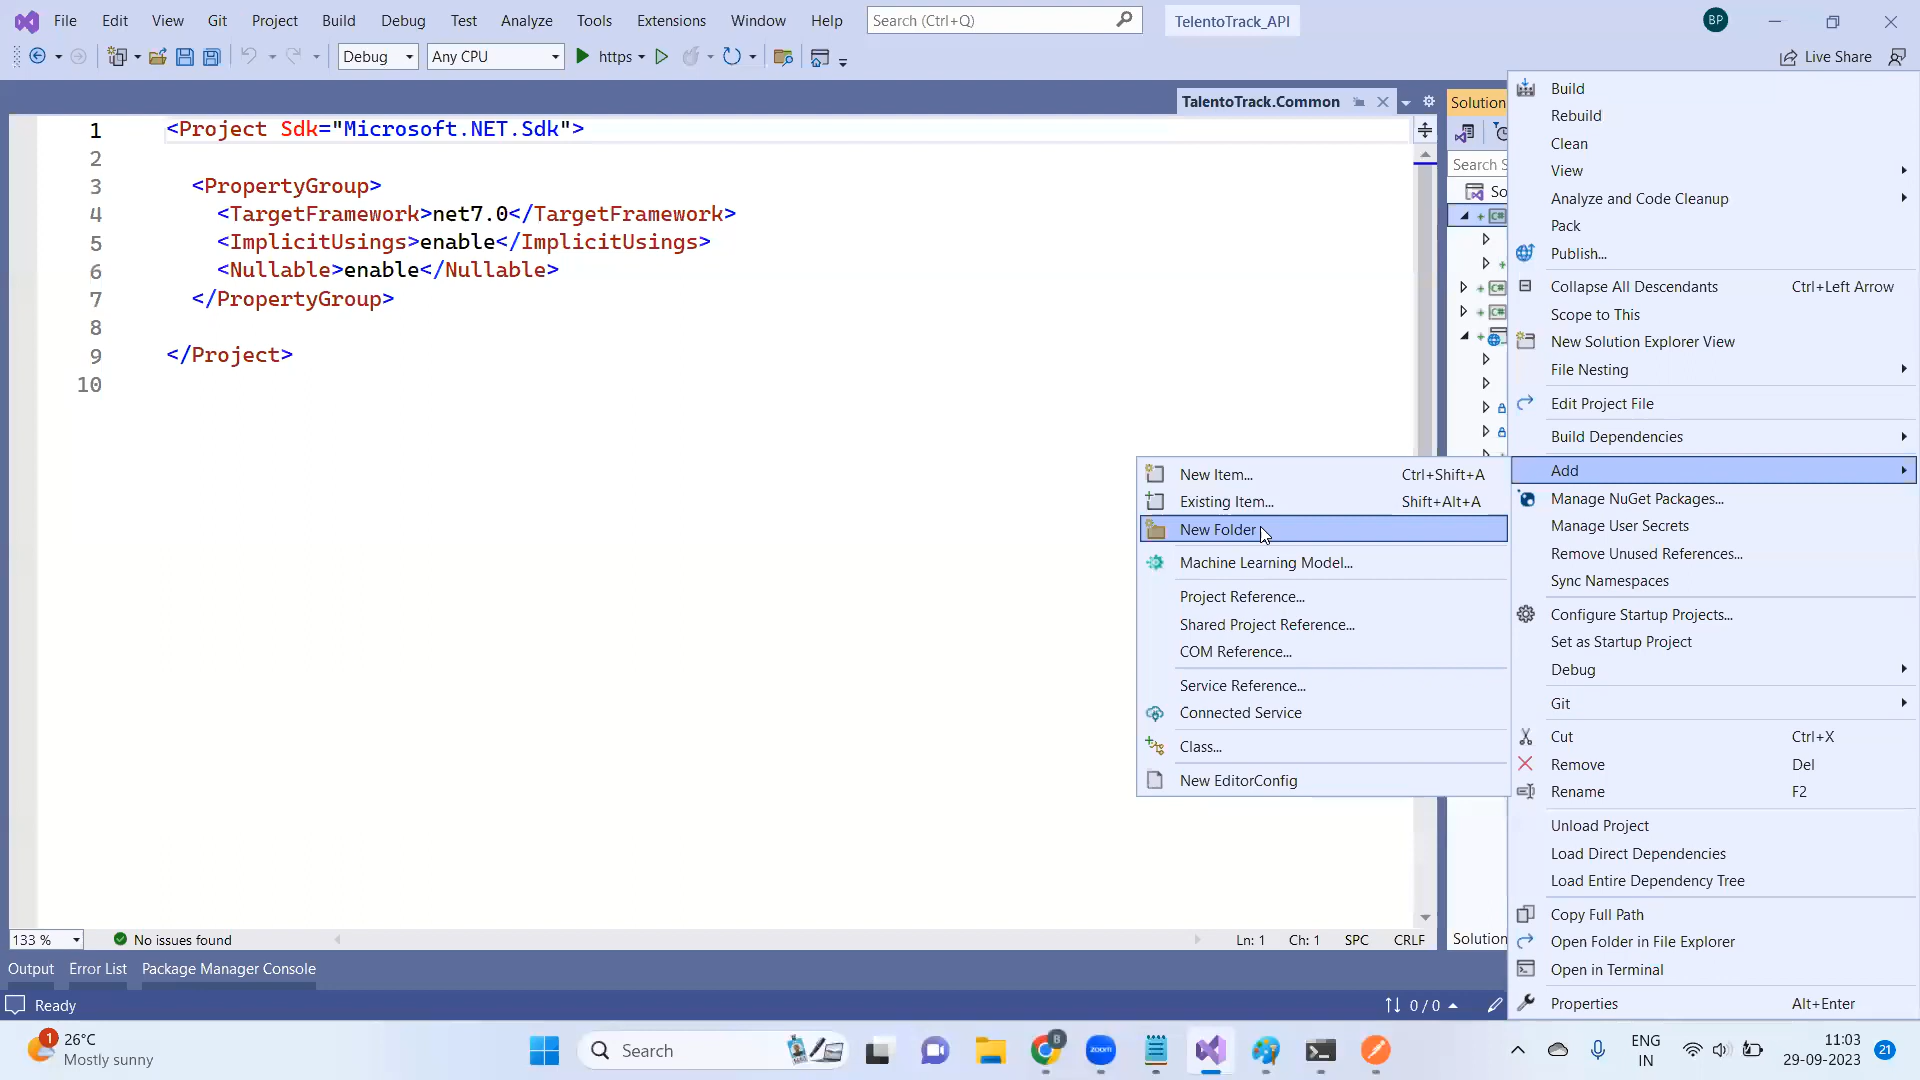 File Edit View Git Project Build Debug Test Analyze Tools Extensions Window Help Search (Ctrl+Q) TalentoTrack_API BP
Debug Any CPU https Live Share
TalentoTrack.Common Solution
1 <Project Sdk="Microsoft.NET.Sdk">
2
3 <PropertyGroup>
4 <TargetFramework>net7.0</TargetFramework>
5 <ImplicitUsings>enable</ImplicitUsings>
6 <Nullable>enable</Nullable>
7 </PropertyGroup>
8
9 </Project>
10
Search S
So
Build
Rebuild
Clean
View
Analyze and Code Cleanup
Pack
Publish...
Collapse All Descendants Ctrl+Left Arrow
Scope to This
New Solution Explorer View
File Nesting
Edit Project File
Build Dependencies
Add
Manage NuGet Packages...
Manage User Secrets
Remove Unused References...
Sync Namespaces
Configure Startup Projects...
Set as Startup Project
Debug
Git
Cut Ctrl+X
Remove Del
Rename F2
Unload Project
Load Direct Dependencies
Load Entire Dependency Tree
Copy Full Path
Open Folder in File Explorer
Open in Terminal
Properties Alt+Enter
New Item... Ctrl+Shift+A
Existing Item... Shift+Alt+A
New Folder
Machine Learning Model...
Project Reference...
Shared Project Reference...
COM Reference...
Service Reference...
Connected Service
Class...
New EditorConfig
133 % No issues found Ln: 1 Ch: 1 SPC CRLF Solution
Output Error List Package Manager Console
Ready 0 / 0
1 26°C
Mostly sunny
Search
B
zoom
ENG
IN
11:03
29-09-2023
21